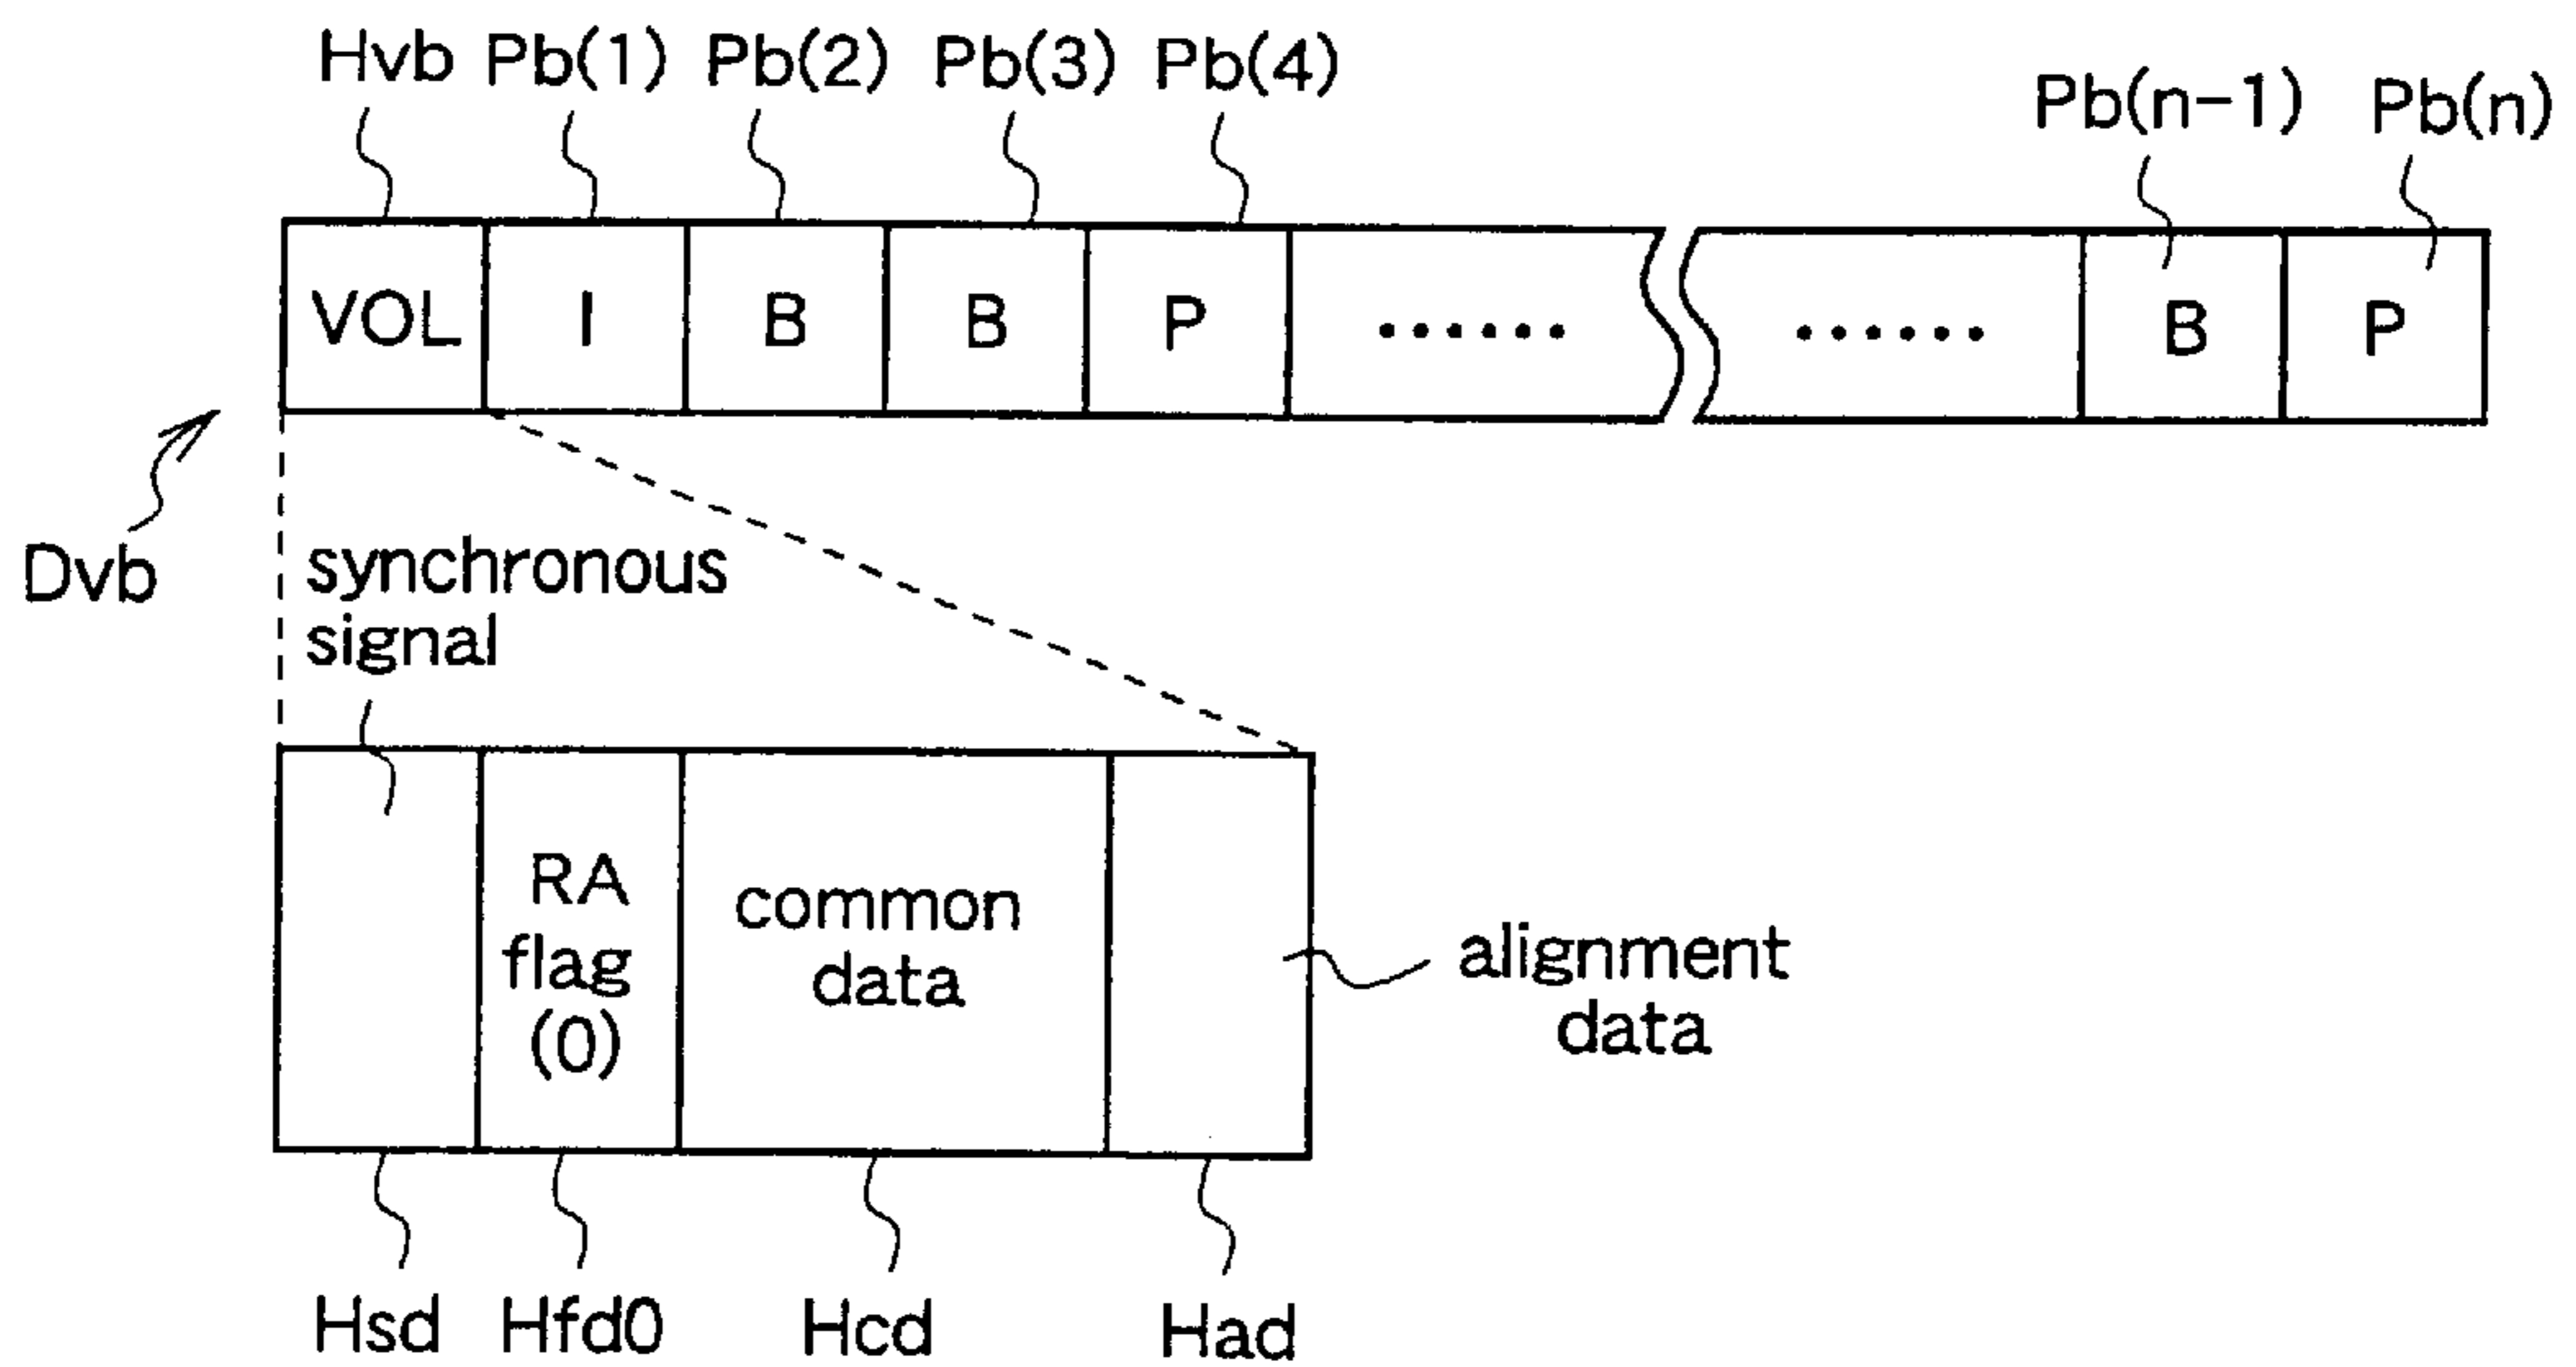 Hvb Pb(1) Pb(2) Pb(3) Pb(4) Pb(n-1) Pb(n)
VOL I B B P ...... ...... B P
Dvb
synchronous
signal
RA
flag
(0)
common
data
alignment
data
Hsd Hfd0 Hcd Had